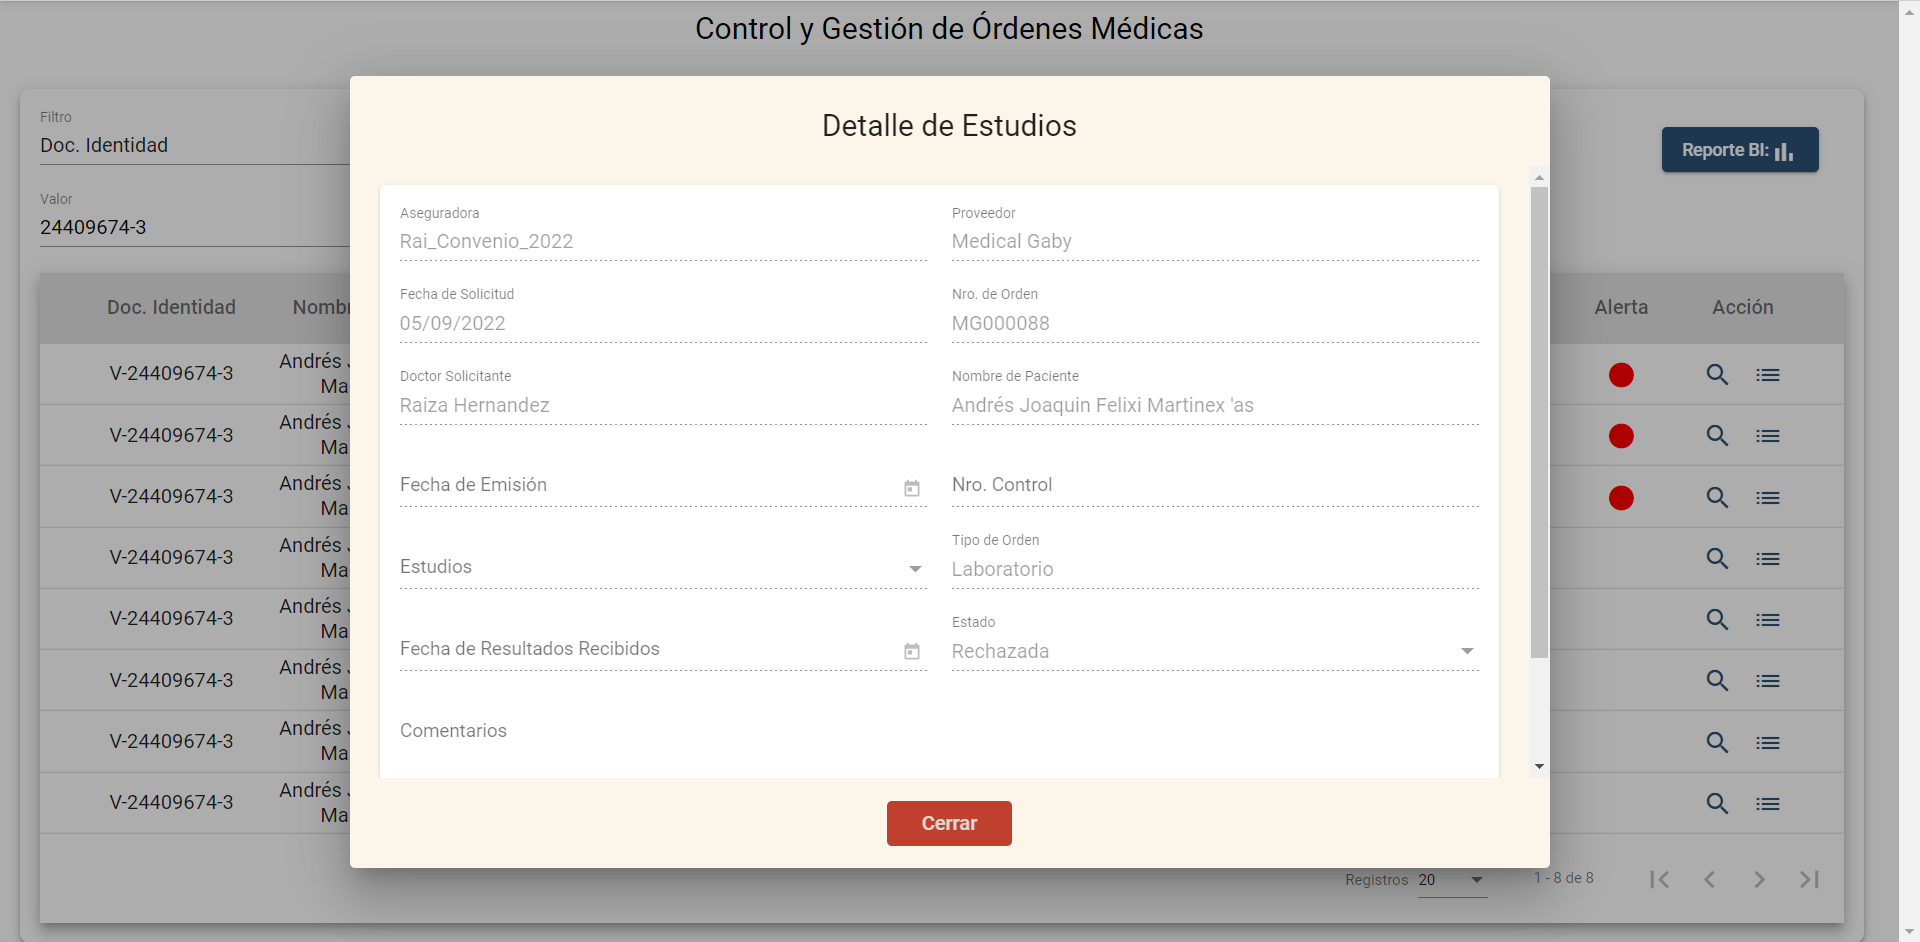 Control y Gestión de Órdenes Médicas
Filtro
Doc. Identidad
Valor
24409674-3
Reporte BI:
Doc. Identidad Nomb Alerta Acción
V-24409674-3 Andrés
Ma
V-24409674-3 Andrés
Ma
V-24409674-3 Andrés
Ma
V-24409674-3 Andrés
Ma
V-24409674-3 Andrés
Ma
V-24409674-3 Andrés
Ma
V-24409674-3 Andrés
Ma
V-24409674-3 Andrés
Ma
Registros 20 1 - 8 de 8
Detalle de Estudios
Aseguradora Proveedor
Rai_Convenio_2022 Medical Gaby
Fecha de Solicitud Nro. de Orden
05/09/2022 MG000088
Doctor Solicitante Nombre de Paciente
Raiza Hernandez Andrés Joaquin Felixi Martinex 'as
Fecha de Emisión Nro. Control
Tipo de Orden
Estudios Laboratorio
Estado
Fecha de Resultados Recibidos Rechazada
Comentarios
Cerrar